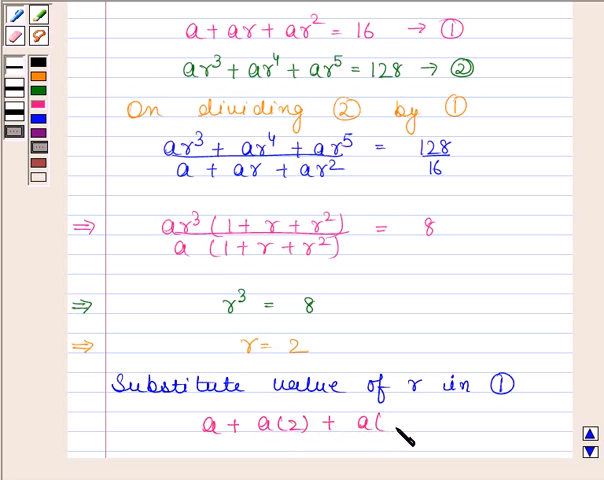 a + ar + ar² = 16 → ①
ar³ + ar⁴ + ar⁵ = 128 → ②
On dividing ② by ①
ar³ + ar⁴ + ar⁵ / a + ar + ar² = 128 / 16
⇒ ar³ (1 + r + r²) / a (1 + r + r²) = 8
⇒ r³ = 8
⇒ r = 2
Substitute value of r in ①
a + a(2) + a(